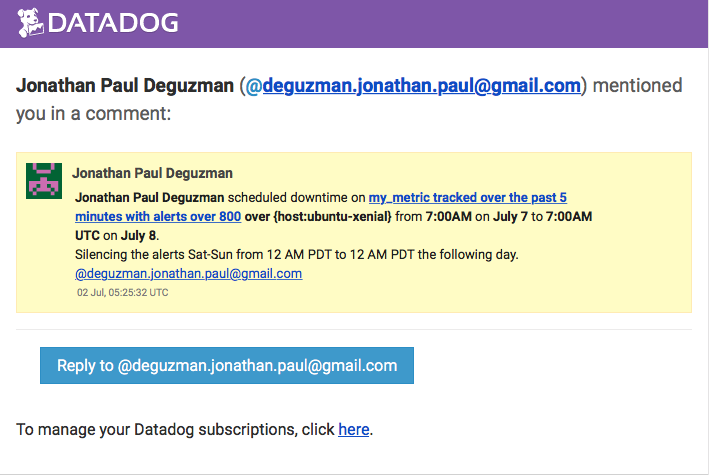 DATADOG
Jonathan Paul Deguzman (@deguzman.jonathan.paul@gmail.com) mentioned
you in a comment:
Jonathan Paul Deguzman
Jonathan Paul Deguzman scheduled downtime on my_metric tracked over the past 5
minutes with alerts over 800 over {host:ubuntu-xenial} from 7:00AM on July 7 to 7:00AM
UTC on July 8.
Silencing the alerts Sat-Sun from 12 AM PDT to 12 AM PDT the following day.
@deguzman.jonathan.paul@gmail.com
02 Jul, 05:25:32 UTC
Reply to @deguzman.jonathan.paul@gmail.com
To manage your Datadog subscriptions, click here.